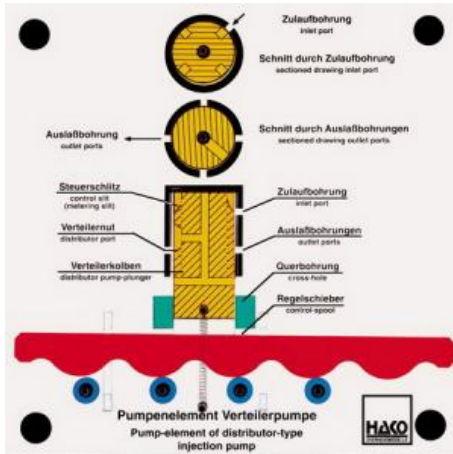 Zulaufbohrung
inlet port
Schnitt durch Zulaufbohrung
sectioned drawing inlet port
Auslaßbohrung
outlet ports
Schnitt durch Auslaßbohrungen
sectioned drawing outlet ports
Steuerschlitz
control slit
(metering slit)
Zulaufbohrung
inlet port
Verteilernut
distributor port
Auslaßbohrungen
outlet ports
Verteilerkolben
distributor pump-plunger
Querbohrung
cross-hole
Regelschieber
control-spool
Pumpenelement Verteilerpumpe
Pump-element of distributor-type
injection pump
HACO